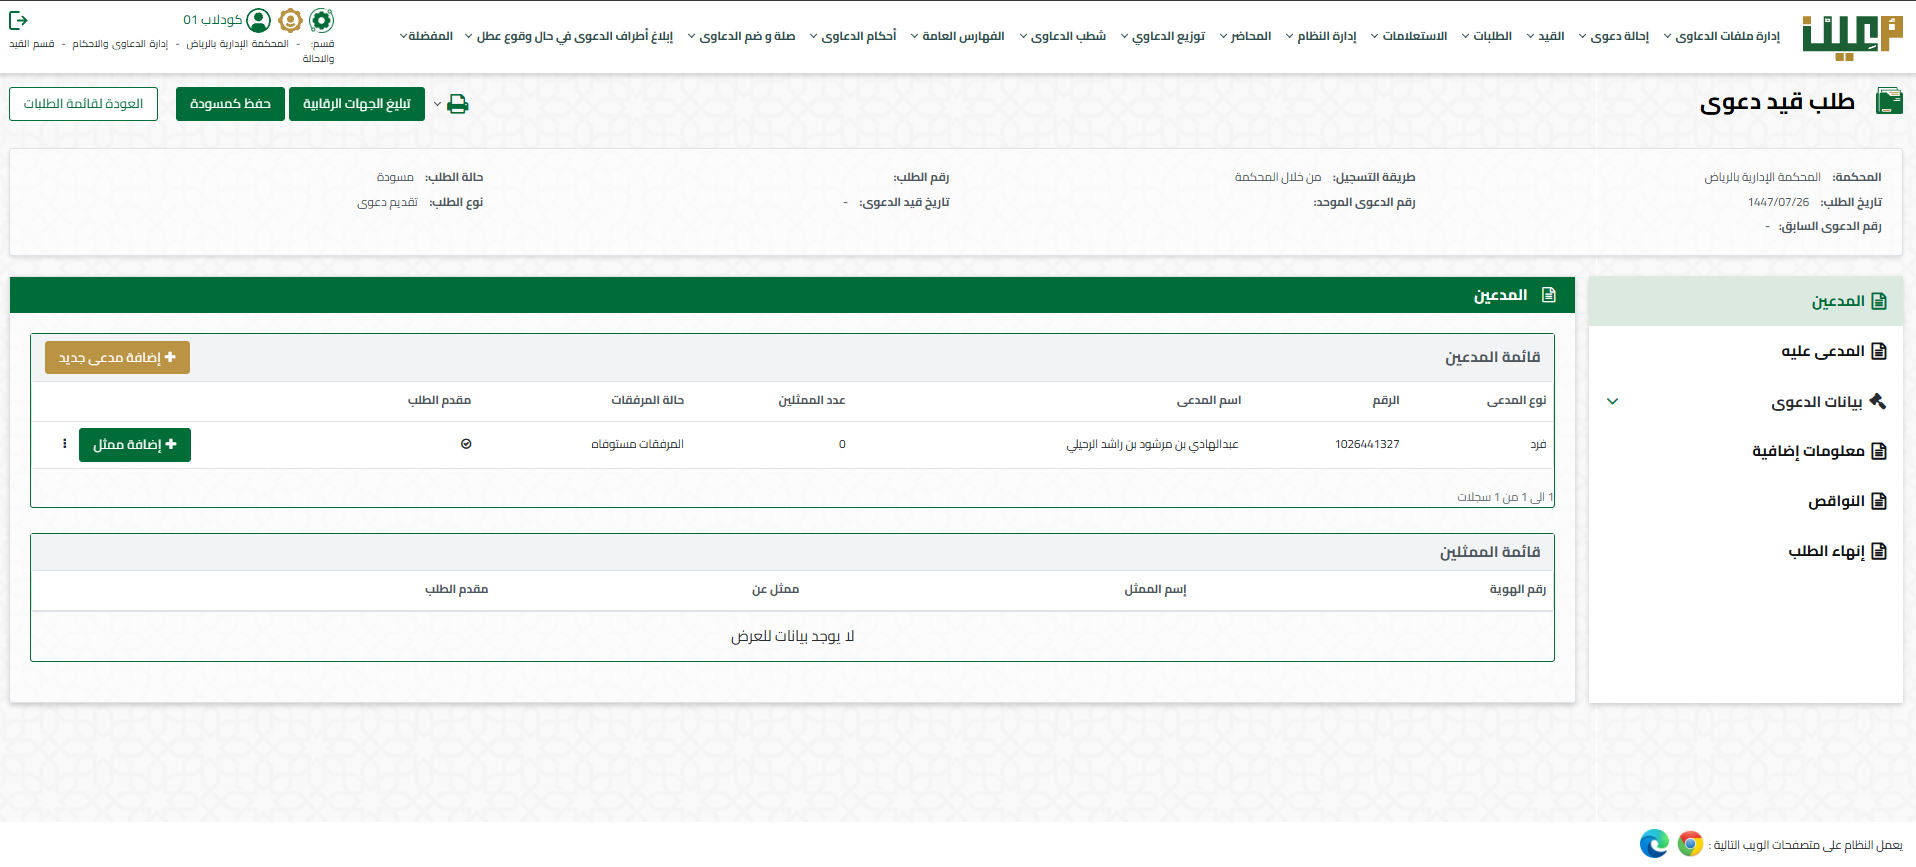 معين
إدارة ملفات الدعاوى
إحالة دعوى
القيد
الطلبات
الاستعلامات
إدارة النظام
المحاضر
توزيع الدعاوي
شطب الدعاوى
الفهارس العامة
أحكام الدعاوى
صلة و ضم الدعاوى
إبلاغ أطراف الدعوى في حال وقوع عطل
المفضلة
كودلاب 01
قسم: - المحكمة الإدارية بالرياض - إدارة الدعاوى والاحكام - قسم القيد
والاحالة
طلب قيد دعوى
تبليغ الجهات الرقابية
حفظ كمسودة
العودة لقائمة الطلبات
المحكمة: المحكمة الإدارية بالرياض
طريقة التسجيل: من خلال المحكمة
رقم الطلب:
حالة الطلب: مسودة
تاريخ الطلب: 1447/07/26
رقم الدعوى الموحد:
تاريخ قيد الدعوى: -
نوع الطلب: تقديم دعوى
رقم الدعوى السابق: -
المدعين
المدعى عليه
بيانات الدعوى
معلومات إضافية
النواقص
إنهاء الطلب
المدعين
قائمة المدعين
إضافة مدعى جديد
نوع المدعى الرقم اسم المدعى عدد الممثلين حالة المرفقات مقدم الطلب
فرد 1026441327 عبدالهادي بن مرشود بن راشد الرحيلي 0 المرفقات مستوفاه إضافة ممثل
1 الى 1 من 1 سجلات
قائمة الممثلين
رقم الهوية إسم الممثل ممثل عن مقدم الطلب
لا يوجد بيانات للعرض
يعمل النظام على متصفحات الويب التالية :